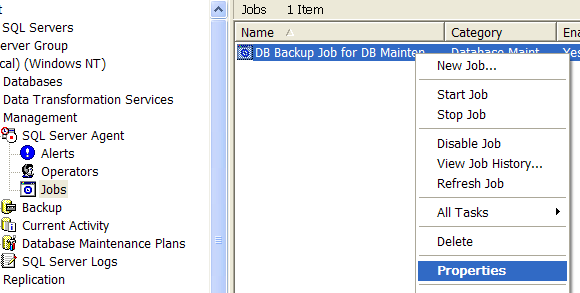 SQL Servers
erver Group
cal) (Windows NT)
Databases
Data Transformation Services
Management
SQL Server Agent
Alerts
Operators
Jobs
Backup
Current Activity
Database Maintenance Plans
SQL Server Logs
Replication
Jobs 1 Item
Name Category Ena
DB Backup Job for DB Mainten Database Maint Yes
New Job...
Start Job
Stop Job
Disable Job
View Job History...
Refresh Job
All Tasks
Delete
Properties